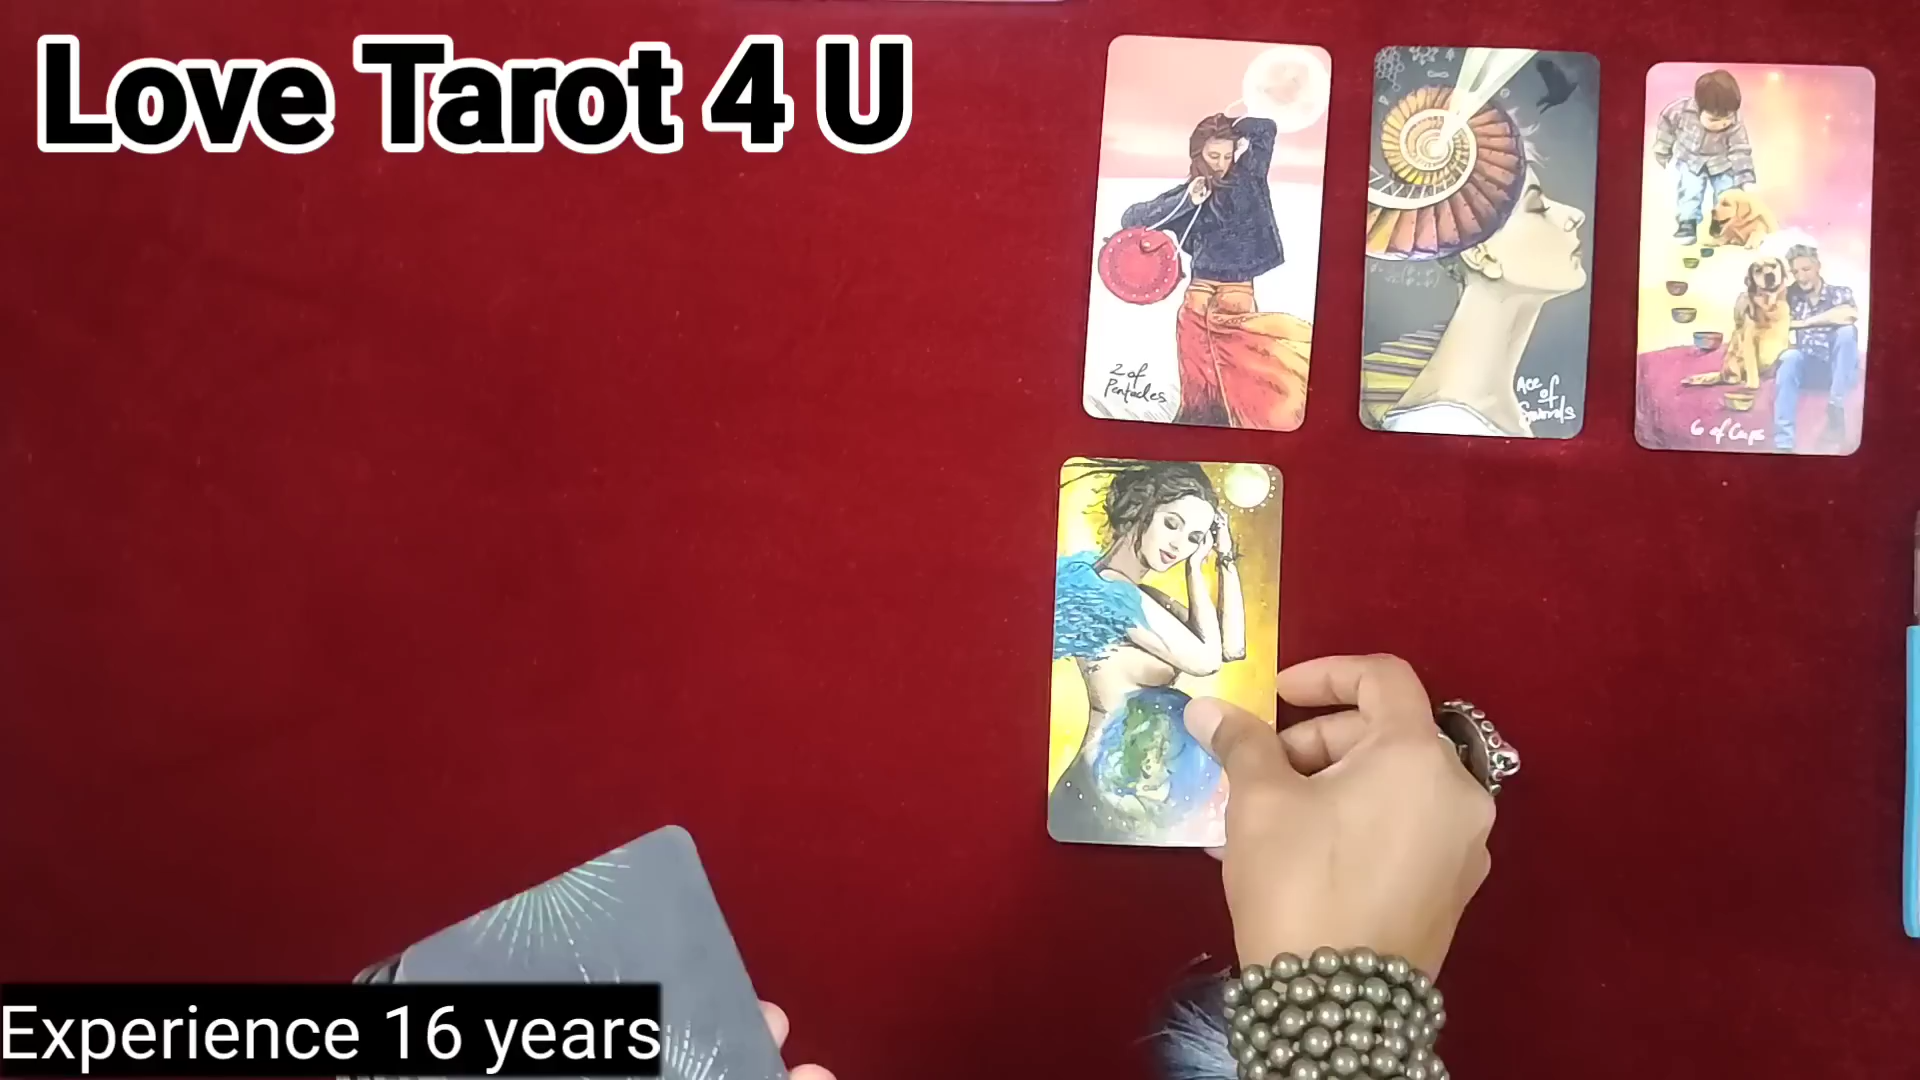 Love Tarot 4 U
2 of
Pentacles
Ace
of
Swords
6 of Cups
Experience 16 years